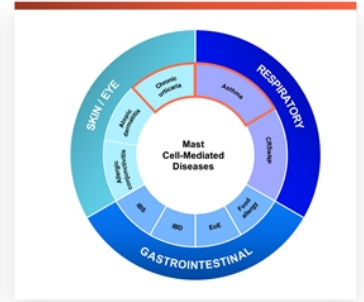 SKIN / EYE
RESPIRATORY
GASTROINTESTINAL
Chronic
urticaria
Asthma
Atopic
dermatitis
CRSwNP
Allergic
conjunctivitis
Food
allergy
IBS
IBD
EoE
Mast
Cell-Mediated
Diseases